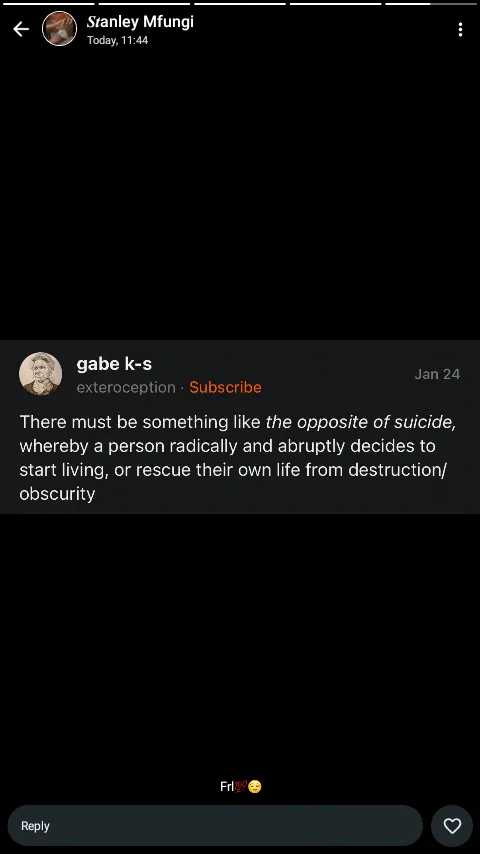 Stanley Mfungi
Today, 11:44
gabe k-s
Jan 24
exteroception · Subscribe
There must be something like the opposite of suicide,
whereby a person radically and abruptly decides to
start living, or rescue their own life from destruction/
obscurity
Frl💯😌
Reply